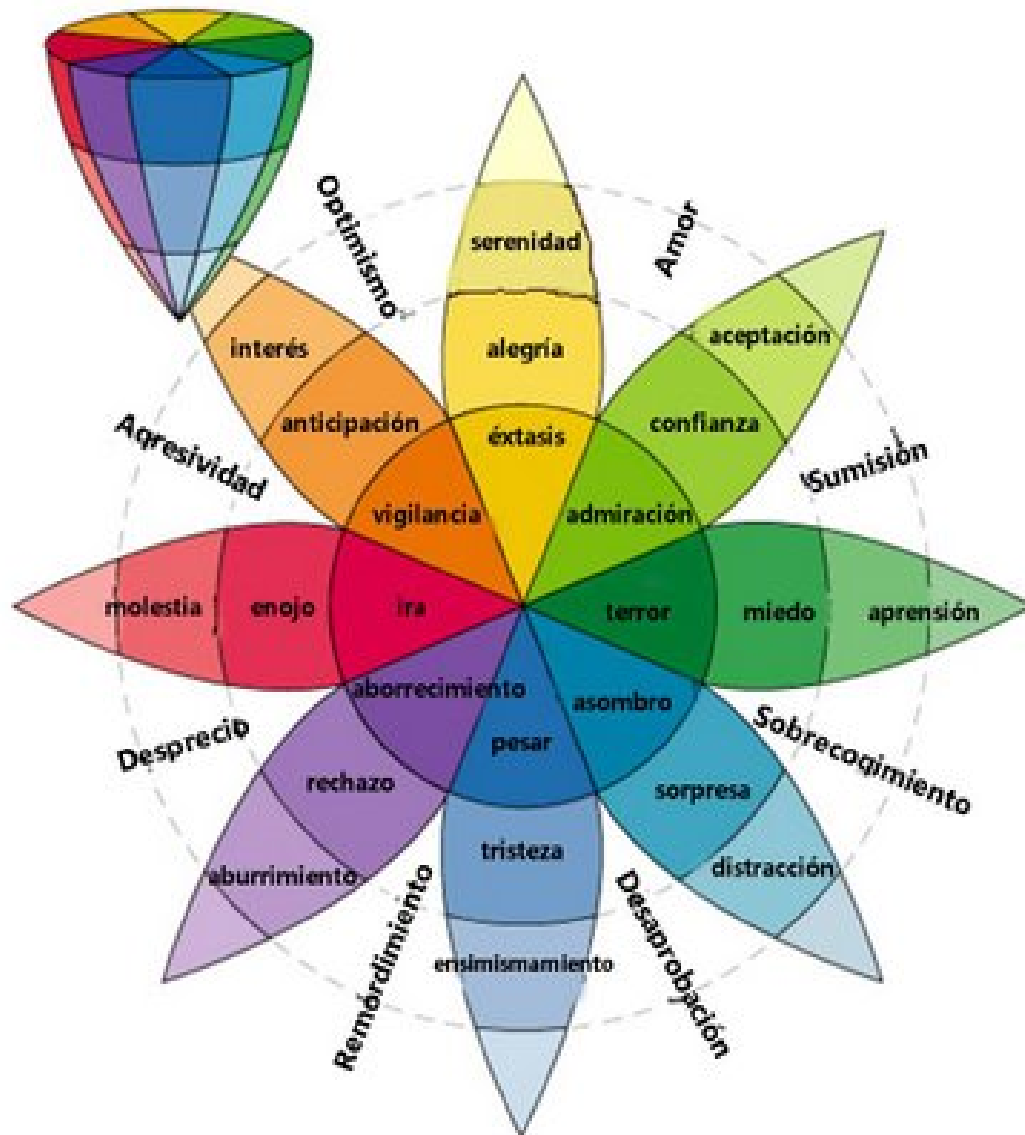 Optimismo
Amor
serenidad
interés
alegría
aceptación
anticipación
éxtasis
confianza
Agresividad
Sumisión
vigilancia
admiración
molestia
enojo
ira
terror
miedo
aprensión
aborrecimiento
asombro
Desprecio
pesar
Sobrecogimiento
rechazo
sorpresa
tristeza
aburrimiento
distracción
Remordimiento
Desaprobación
ensimismamiento